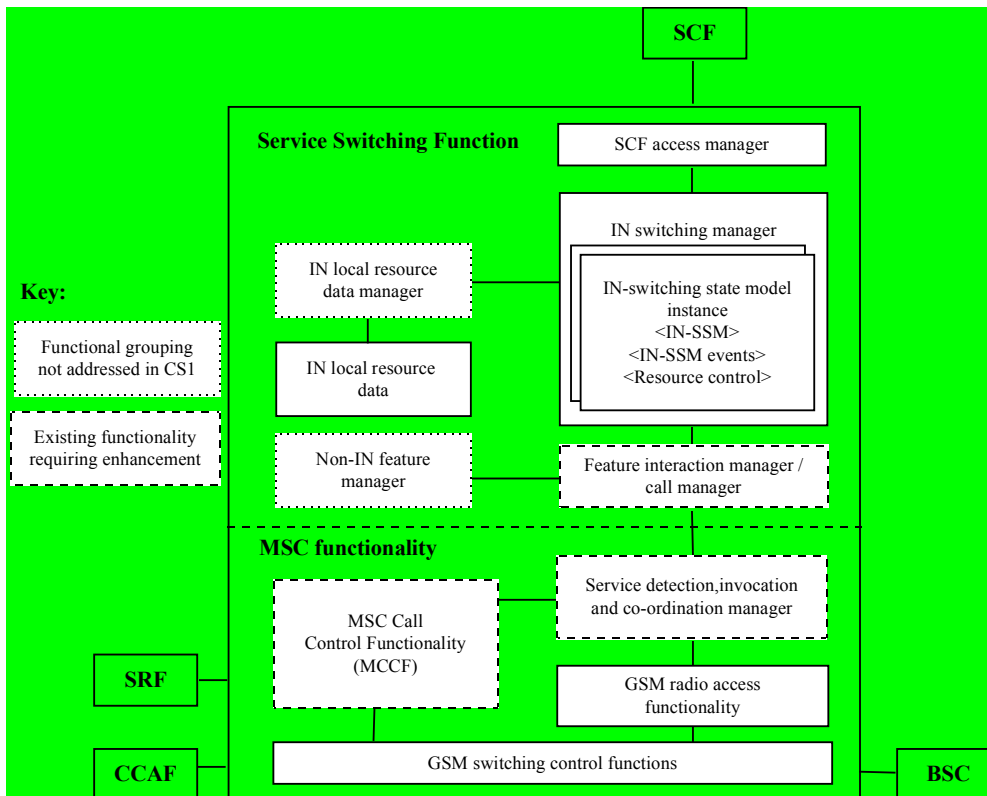 SCF
Service Switching Function
SCF access manager
IN switching manager
IN-switching state model
instance
<IN-SSM>
<IN-SSM events>
<Resource control>
IN local resource
data manager
IN local resource
data
Key:
Functional grouping
not addressed in CS1
Existing functionality
requiring enhancement
Non-IN feature
manager
Feature interaction manager /
call manager
MSC functionality
Service detection,invocation
and co-ordination manager
MSC Call
Control Functionality
(MCCF)
SRF
GSM radio access
functionality
CCAF
GSM switching control functions
BSC